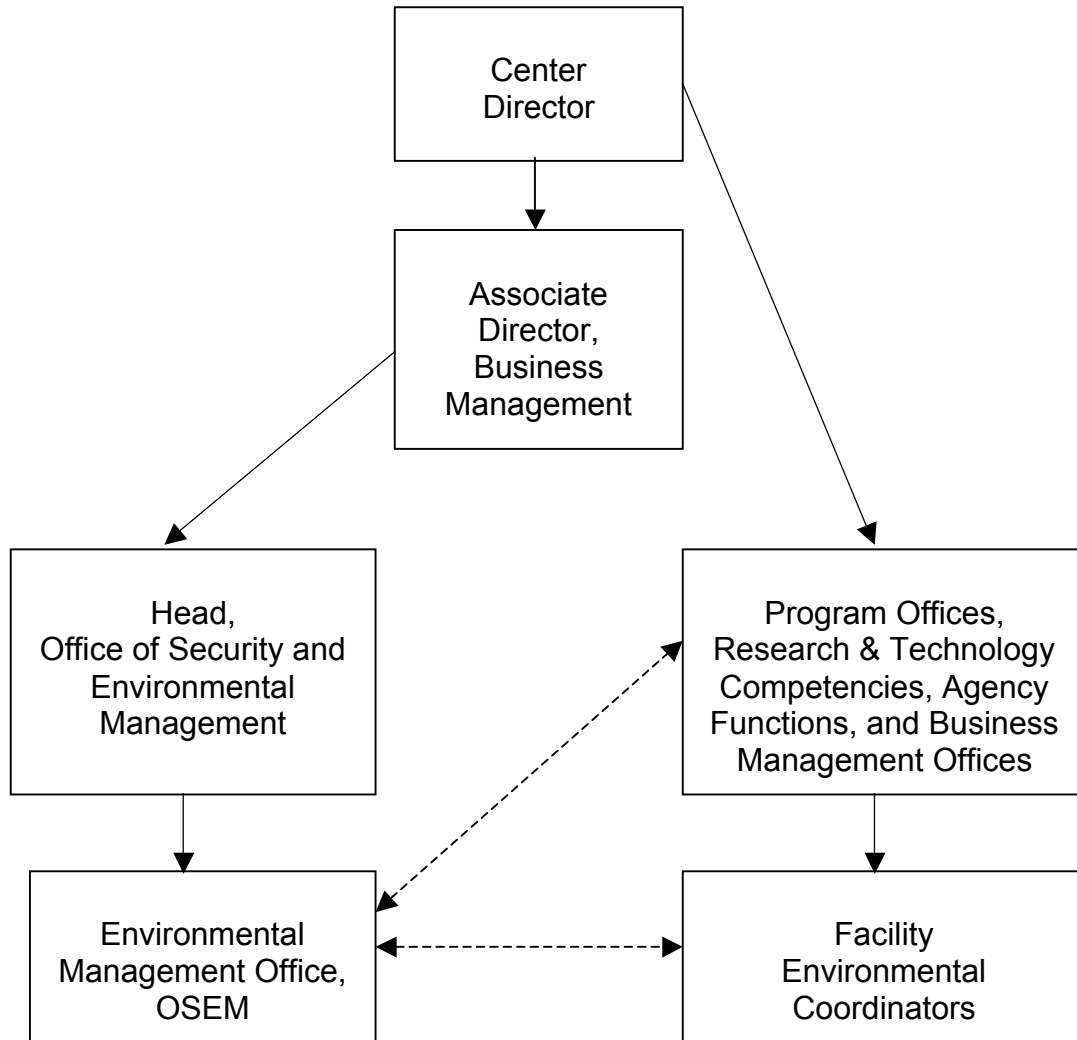 Center
Director
Associate
Director,
Business
Management
Head,
Office of Security and
Environmental
Management
Program Offices,
Research & Technology
Competencies, Agency
Functions, and Business
Management Offices
Environmental
Management Office,
OSEM
Facility
Environmental
Coordinators